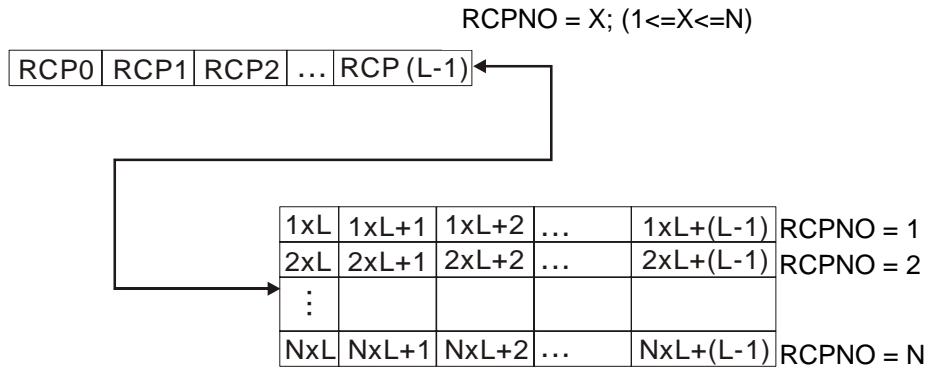 RCPNO = X; (1<=X<=N)
RCP0 RCP1 RCP2 ... RCP (L-1)
1xL 1xL+1 1xL+2 ... 1xL+(L-1) RCPNO = 1
2xL 2xL+1 2xL+2 ... 2xL+(L-1) RCPNO = 2
⋮
NxL NxL+1 NxL+2 ... NxL+(L-1) RCPNO = N